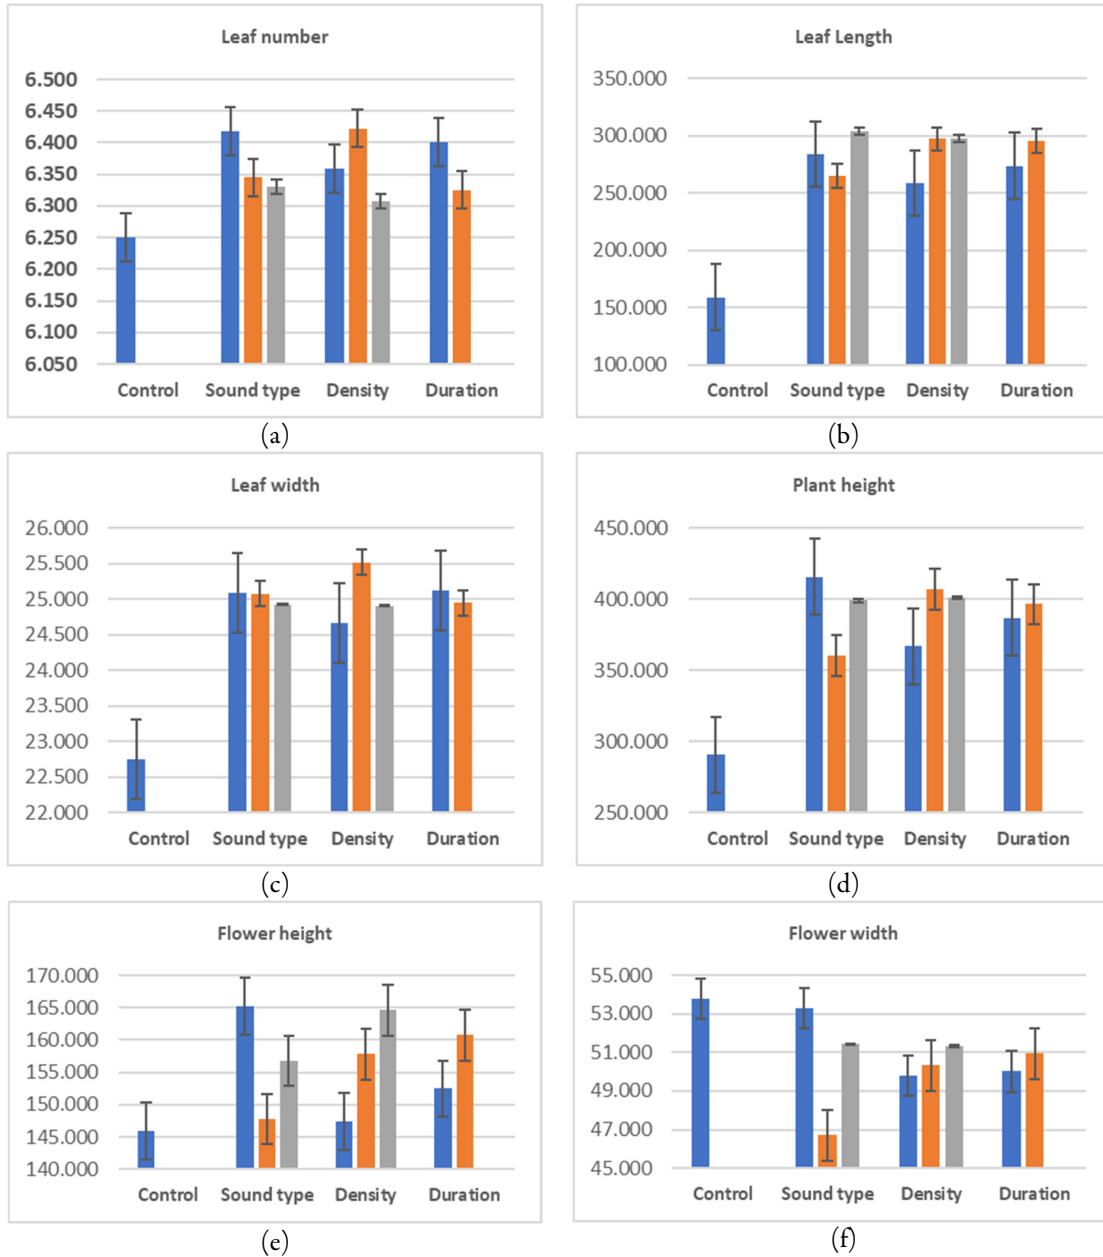 Leaf number
6.500
6.450
6.400
6.350
6.300
6.250
6.200
6.150
6.100
6.050
Control Sound type Density Duration
(a)
Leaf Length
350.000
300.000
250.000
200.000
150.000
100.000
Control Sound type Density Duration
(b)
Leaf width
26.000
25.500
25.000
24.500
24.000
23.500
23.000
22.500
22.000
Control Sound type Density Duration
(c)
Plant height
450.000
400.000
350.000
300.000
250.000
Control Sound type Density Duration
(d)
Flower height
170.000
165.000
160.000
155.000
150.000
145.000
140.000
Control Sound type Density Duration
(e)
Flower width
55.000
53.000
51.000
49.000
47.000
45.000
Control Sound type Density Duration
(f)